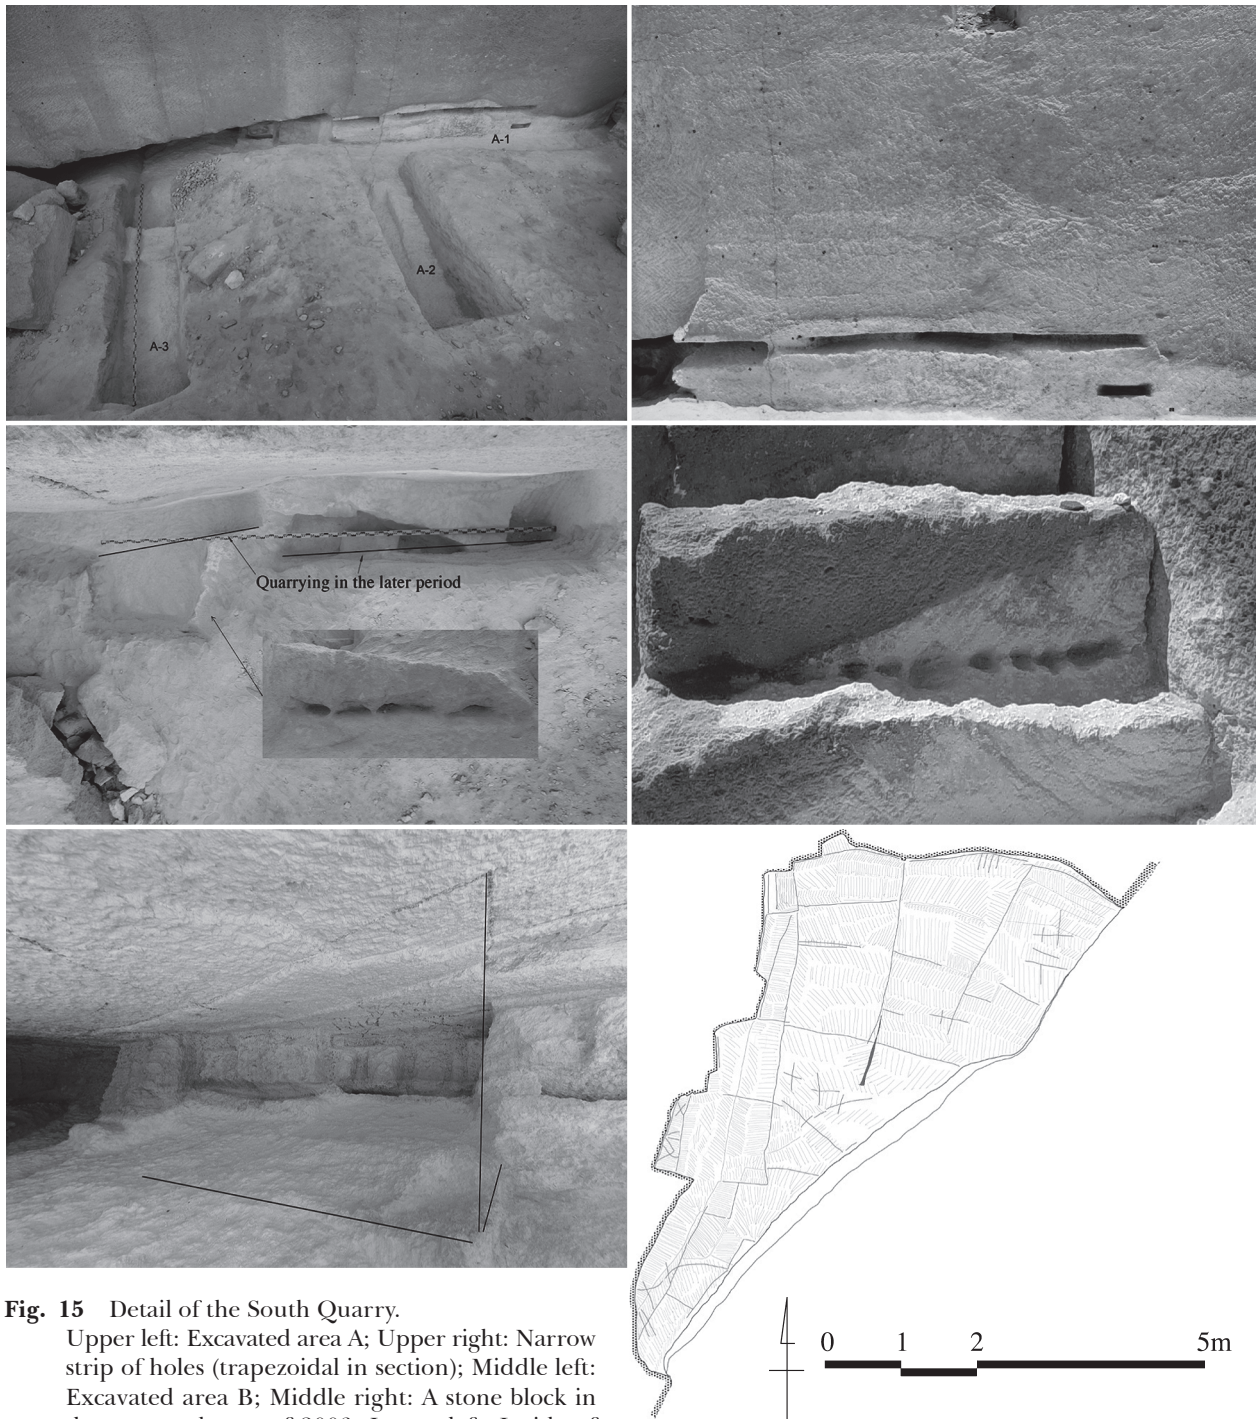 A-1
A-2
A-3
Quarrying in the later period
0 1 2 5m
Fig. 15 Detail of the South Quarry.
Upper left: Excavated area A; Upper right: Narrow
strip of holes (trapezoidal in section); Middle left:
Excavated area B; Middle right: A stone block in